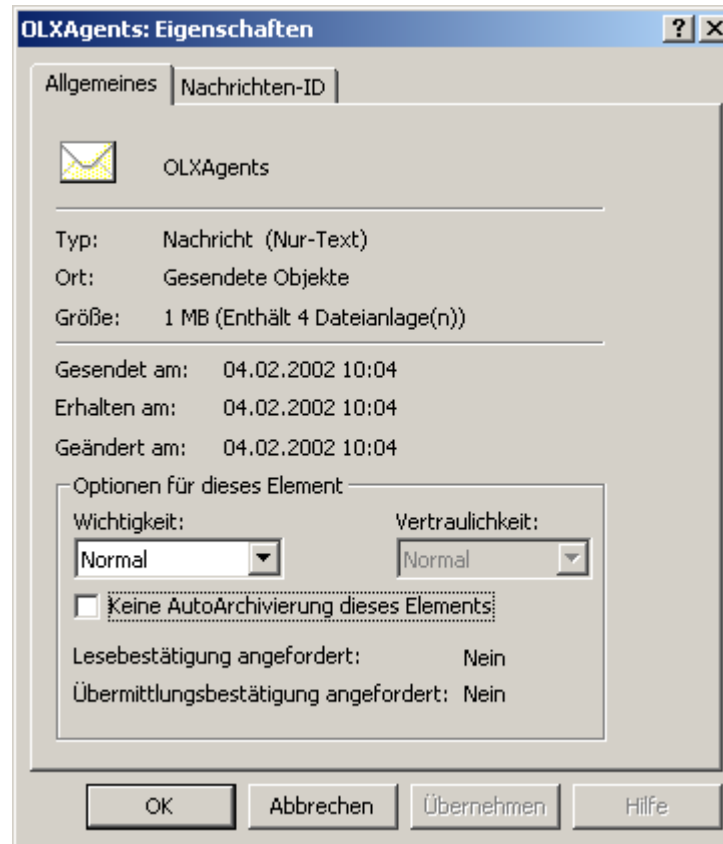 OLXAgents: Eigenschaften
Allgemeines Nachrichten-ID
OLXAgents
Typ: Nachricht (Nur-Text)
Ort: Gesendete Objekte
Größe: 1 MB (Enthält 4 Dateianlage(n))
Gesendet am: 04.02.2002 10:04
Erhalten am: 04.02.2002 10:04
Geändert am: 04.02.2002 10:04
Optionen für dieses Element
Wichtigkeit: Vertraulichkeit:
Normal Normal
Keine AutoArchivierung dieses Elements
Lesebestätigung angefordert: Nein
Übermittlungsbestätigung angefordert: Nein
OK Abbrechen Übernehmen Hilfe